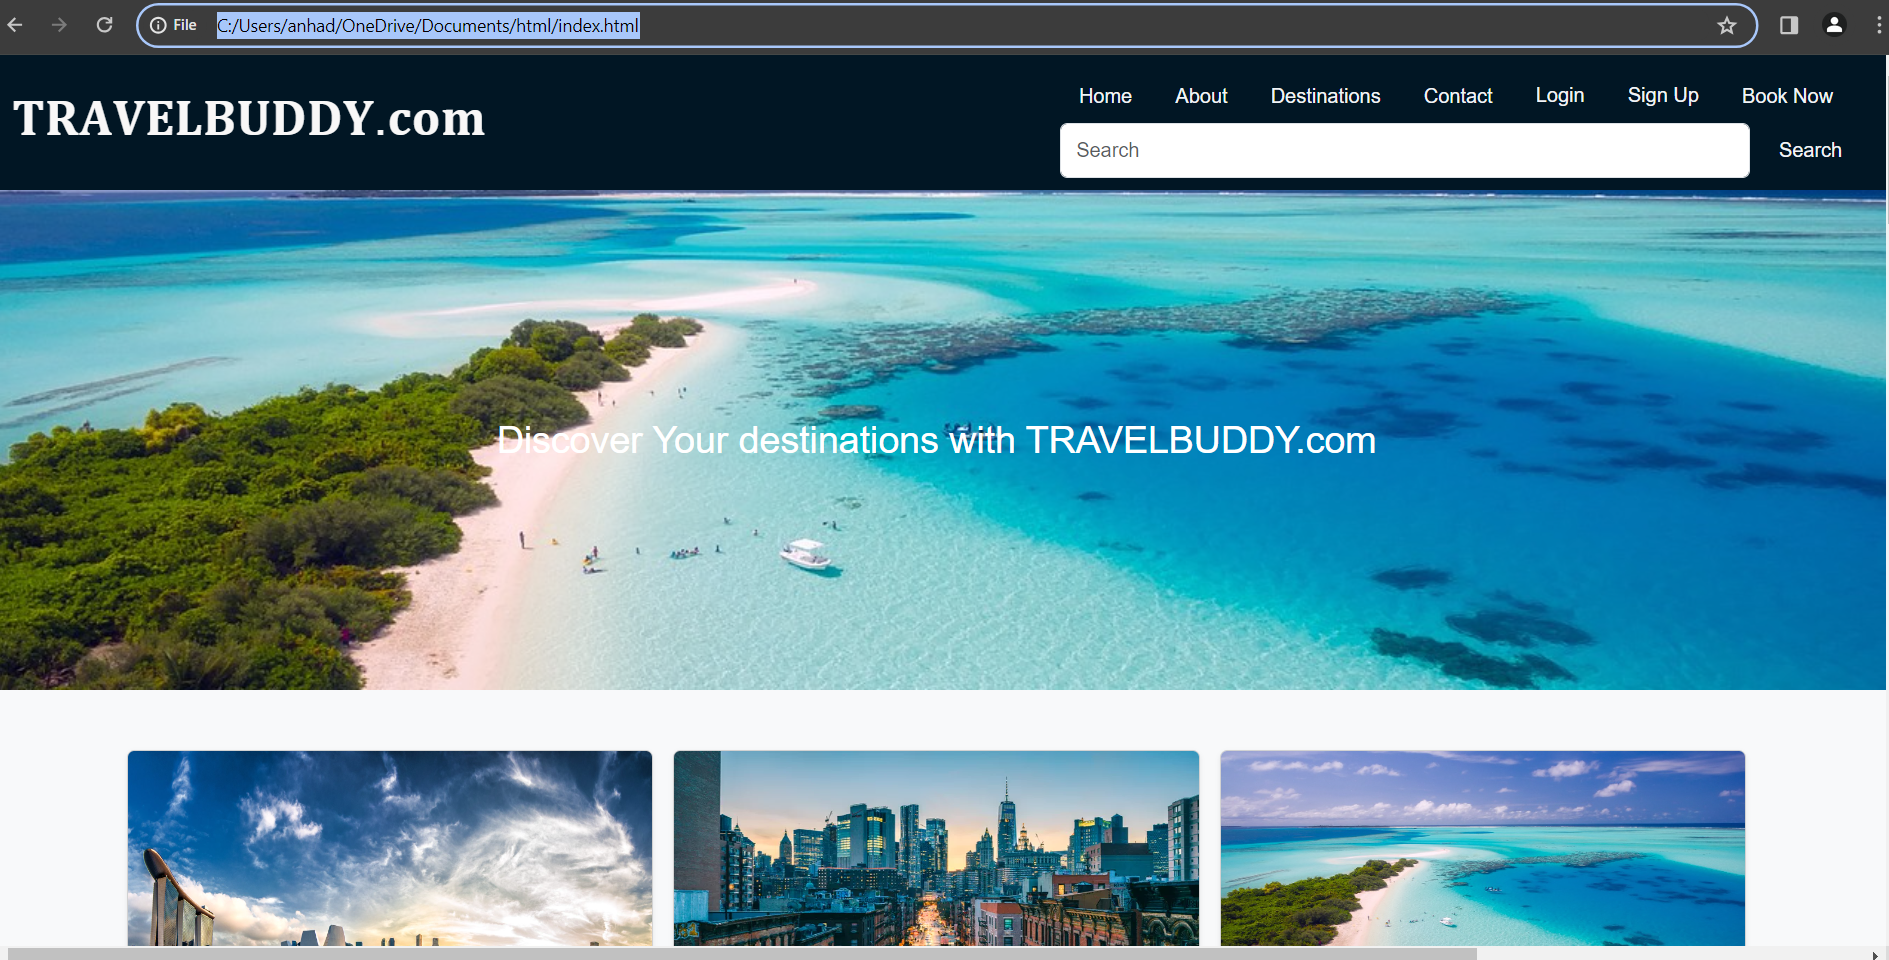 File C:/Users/anhad/OneDrive/Documents/html/index.html
TRAVELBUDDY.com
Home About Destinations Contact Login Sign Up Book Now
Search Search
Discover Your destinations with TRAVELBUDDY.com